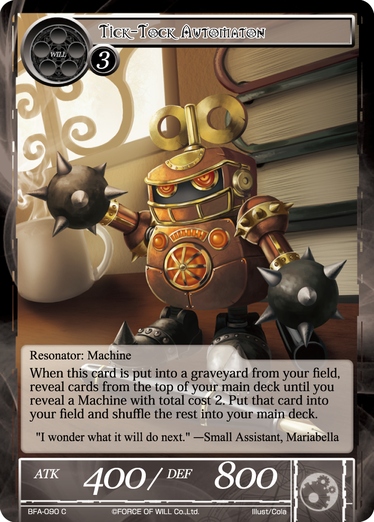 Tick-Tock Automaton
WILL
3
Resonator: Machine
When this card is put into a graveyard from your field,
reveal cards from the top of your main deck until you
reveal a Machine with total cost 2. Put that card into
your field and shuffle the rest into your main deck.
"I wonder what it will do next." —Small Assistant, Mariabella
ATK 400/ DEF 800
BFA-090 C ©FORCE OF WILL Co.,Ltd. Illust/Cola